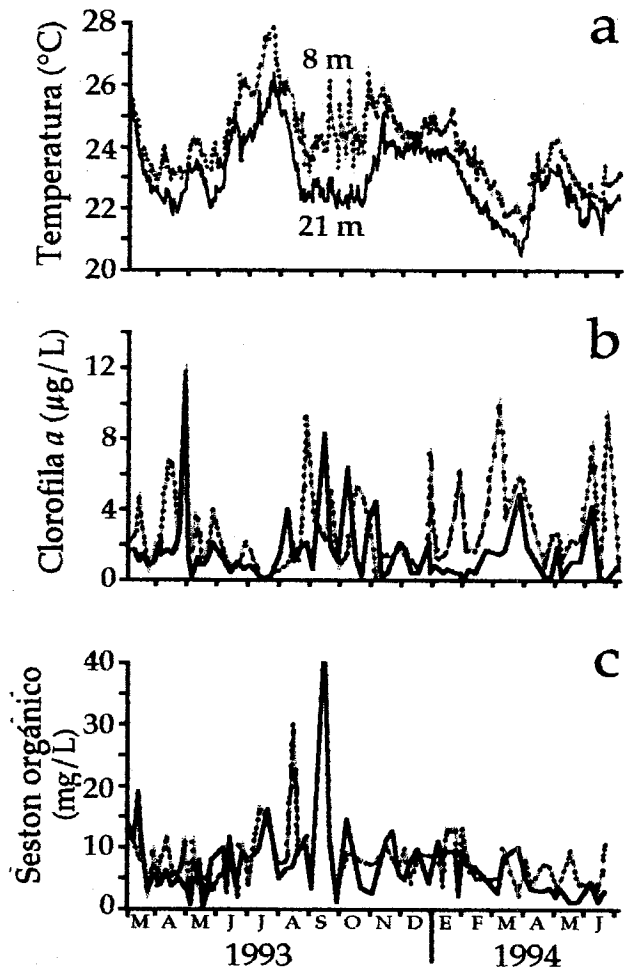 a
Temperatura (°C)
28
26
24
22
20
8 m
21 m
b
Clorofila a (µg/L)
12
8
4
0
c
Seston orgánico
(mg/L)
40
30
20
10
0
M A M J J A S O N D E F M A M J
1993 1994